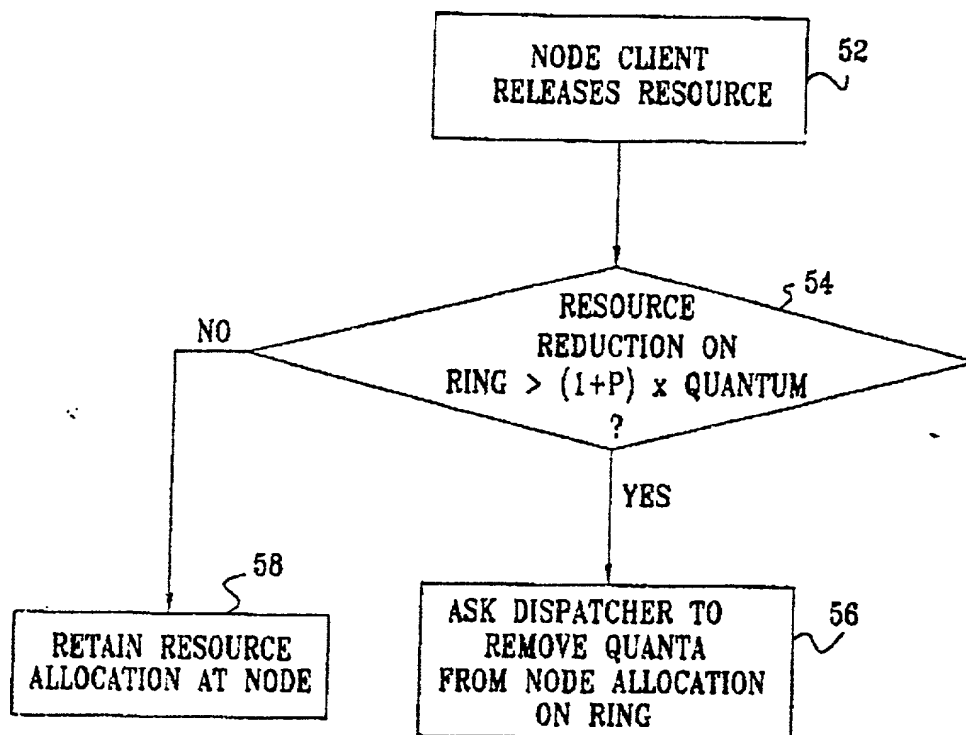 NODE CLIENT
RELEASES RESOURCE
52
54
RESOURCE
REDUCTION ON
RING > (1+P) x QUANTUM
?
NO
YES
58
RETAIN RESOURCE
ALLOCATION AT NODE
56
ASK DISPATCHER TO
REMOVE QUANTA
FROM NODE ALLOCATION
ON RING